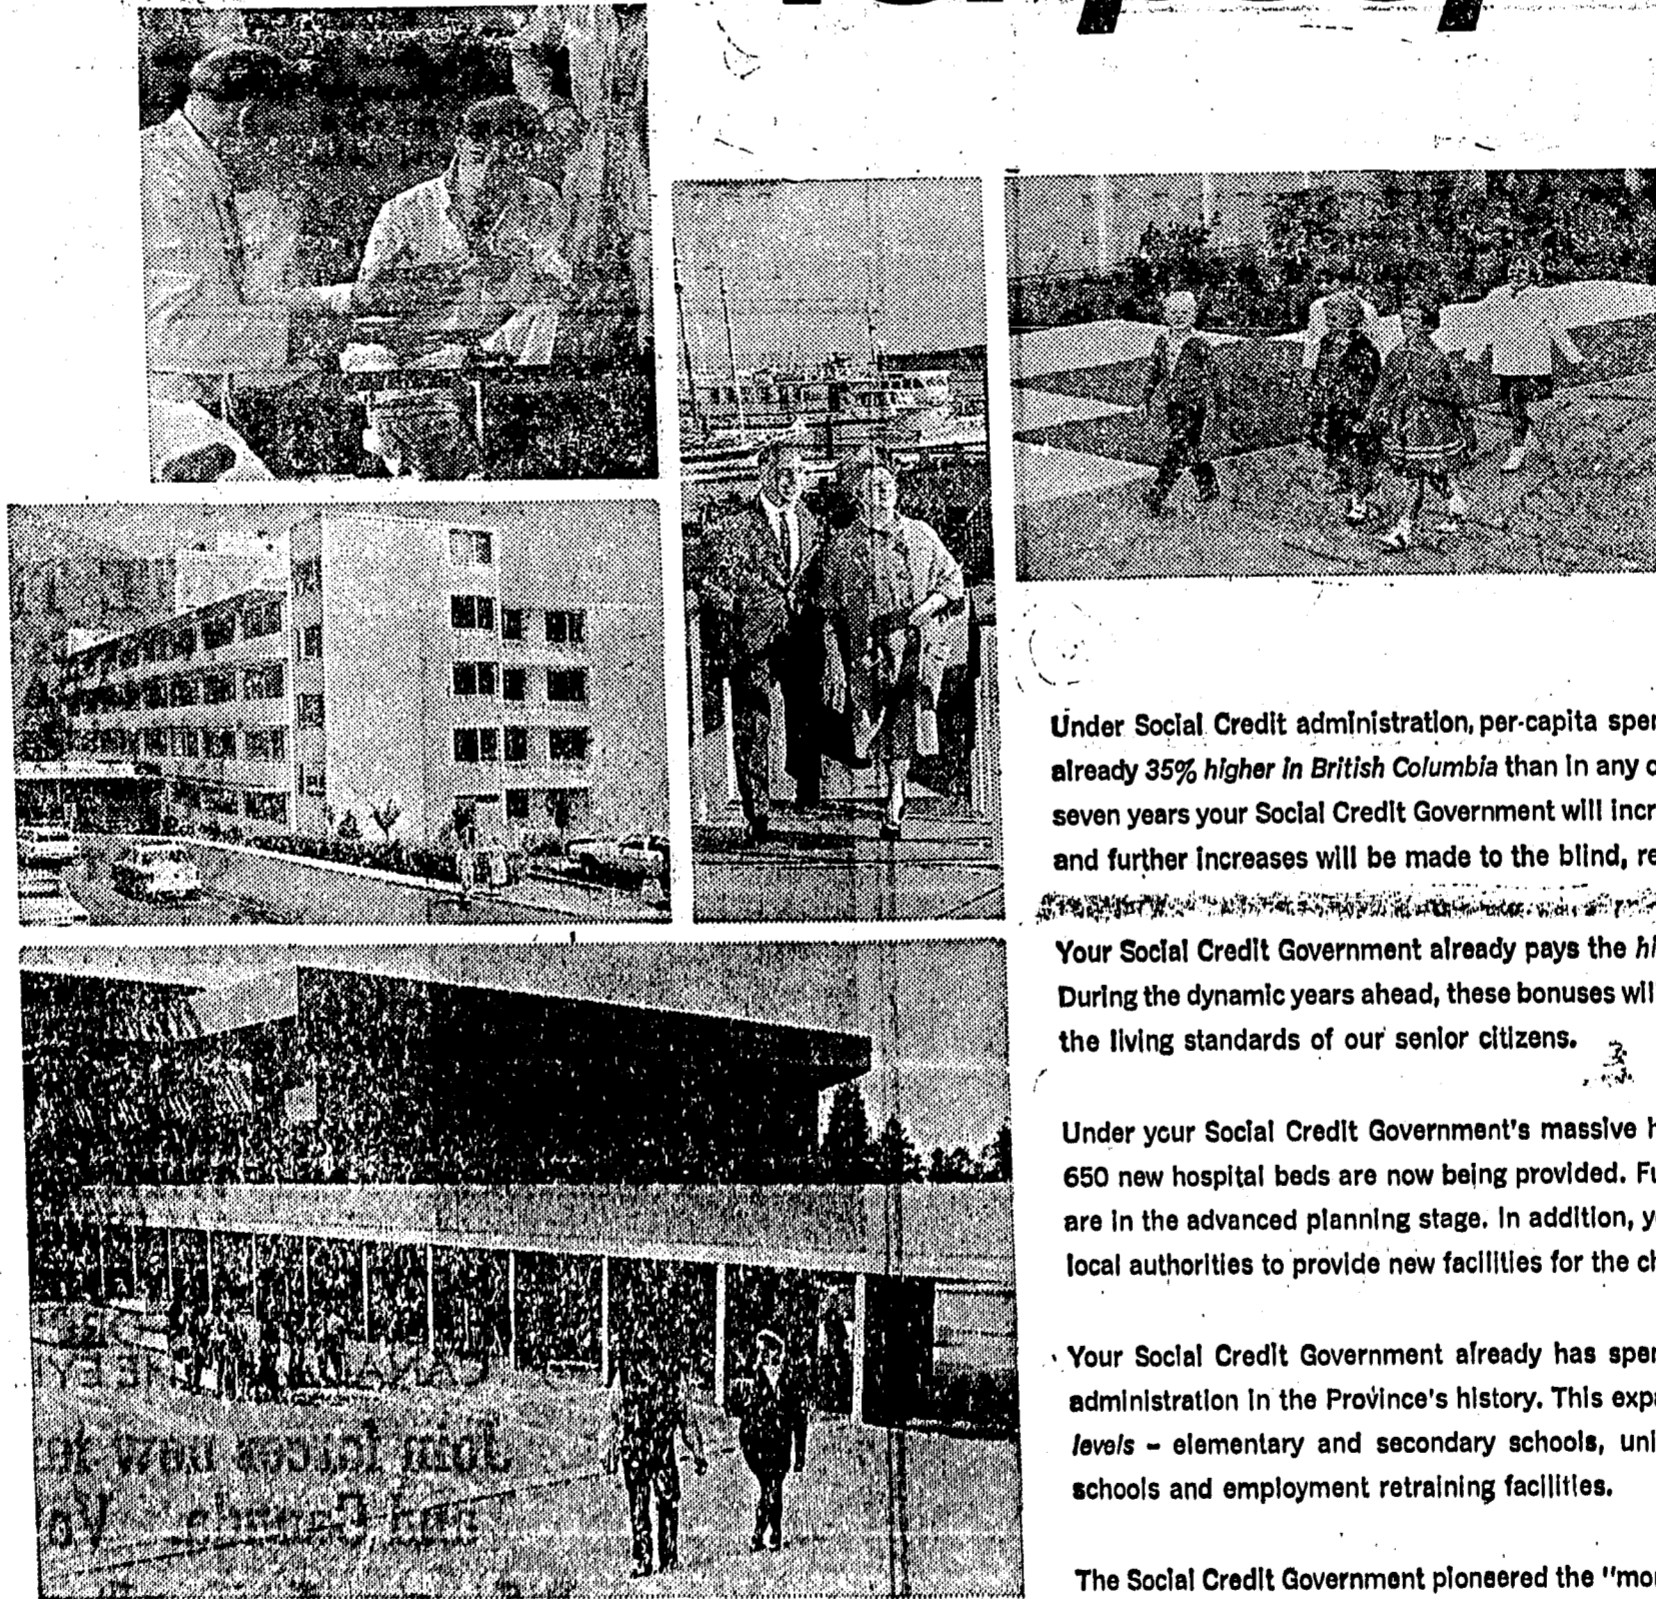 Under Social Credit administration, per-capita sper
already 35% higher in British Columbia than in any c
seven years your Social Credit Government will incr
and further increases will be made to the blind, re
Your Social Credit Government already pays the hi
During the dynamic years ahead, these bonuses wil
the living standards of our senior citizens.
Under your Social Credit Government's massive h
650 new hospital beds are now being provided. Fu
are in the advanced planning stage. In addition, y
local authorities to provide new facilities for the ch
Your Social Credit Government already has sper
administration in the Province's history. This expa
levels – elementary and secondary schools, uni
schools and employment retraining facilities.
The Social Credit Government pioneered the "mo